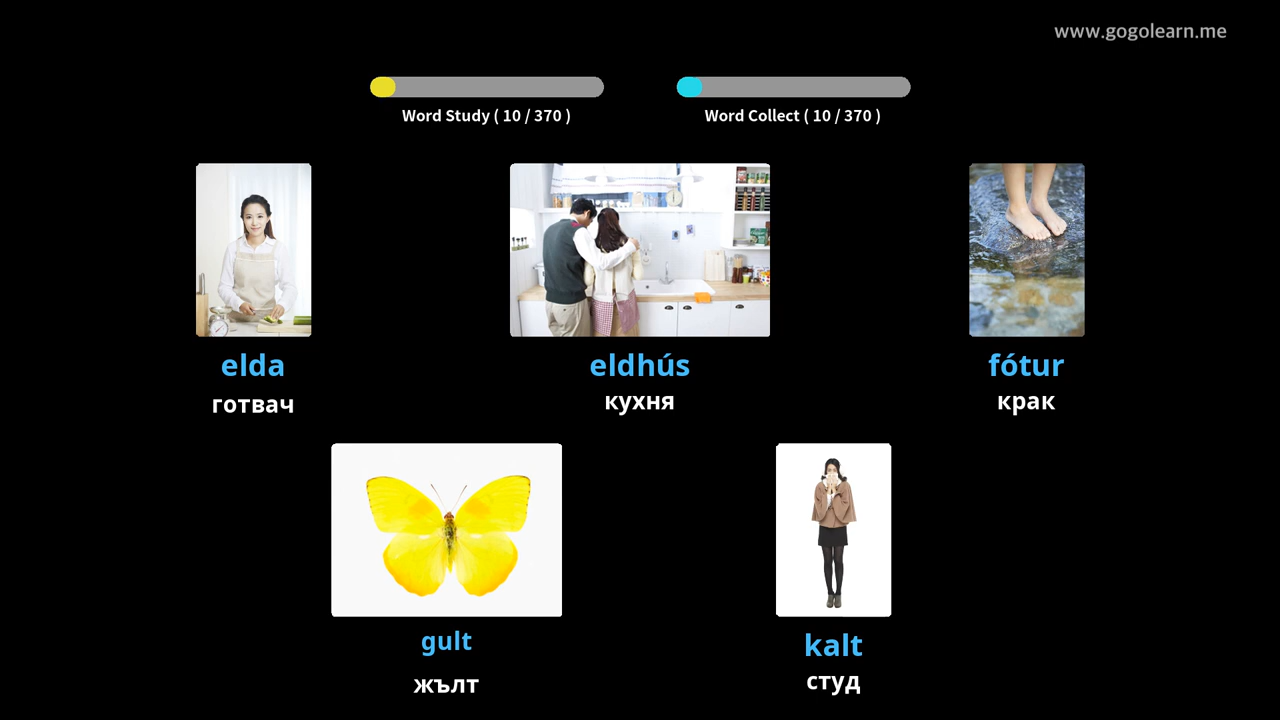 www.gogolearn.me
Word Study ( 10 / 370 )
Word Collect ( 10 / 370 )
elda
готвач
eldhús
кухня
fótur
крак
gult
жълт
kalt
студ